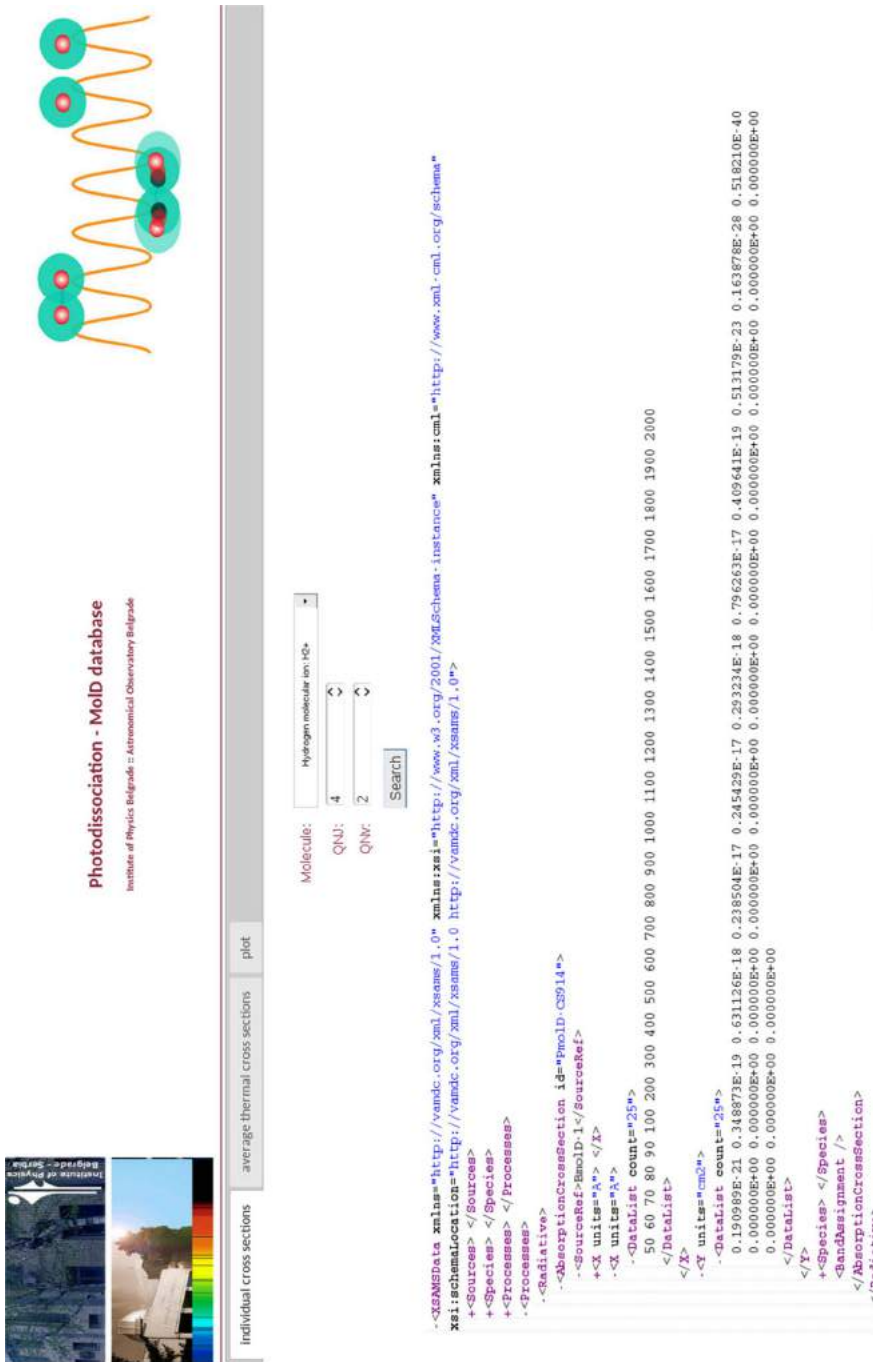 Institute of Physics
Belgrade - Serbia
Photodissociation - MolD database
Institute of Physics Belgrade :: Astronomical Observatory Belgrade
individual cross sections
average thermal cross sections
plot
Molecule: Hydrogen molecular ion: H2+
QNJ: 4
QNv: 2
Search
-<XSAMSData xmlns="http://vamdc.org/xml/xsams/1.0" xmlns:xsi="http://www.w3.org/2001/XMLSchema-instance" xmlns:cml="http://www.xml-cml.org/schema"
xsi:schemaLocation="http://vamdc.org/xml/xsams/1.0 http://vamdc.org/xml/xsams/1.0">
+<Sources> </Sources>
+<Species> </Species>
+<Processes> </Processes>
-<Processes>
-<Radiative>
-<AbsorptionCrossSection id="PmolD-CS914">
-<SourceRef>BmolD-1</SourceRef>
+<X units="A"> </X>
-<X units="A">
-<DataList count="25">
50 60 70 80 90 100 200 300 400 500 600 700 800 900 1000 1100 1200 1300 1400 1500 1600 1700 1800 1900 2000
</DataList>
</X>
-<Y units="cm2">
-<DataList count="25">
0.190989E-21 0.348873E-19 0.631126E-18 0.238504E-17 0.245429E-17 0.293234E-18 0.796263E-17 0.409641E-19 0.513179E-23 0.163878E-28 0.518210E-40
0.000000E+00 0.000000E+00 0.000000E+00 0.000000E+00 0.000000E+00 0.000000E+00 0.000000E+00 0.000000E+00 0.000000E+00 0.000000E+00 0.000000E+00
0.000000E+00 0.000000E+00 0.000000E+00
</DataList>
</Y>
+<Species> </Species>
<BandAssignment />
</AbsorptionCrossSection>
</Radiative>